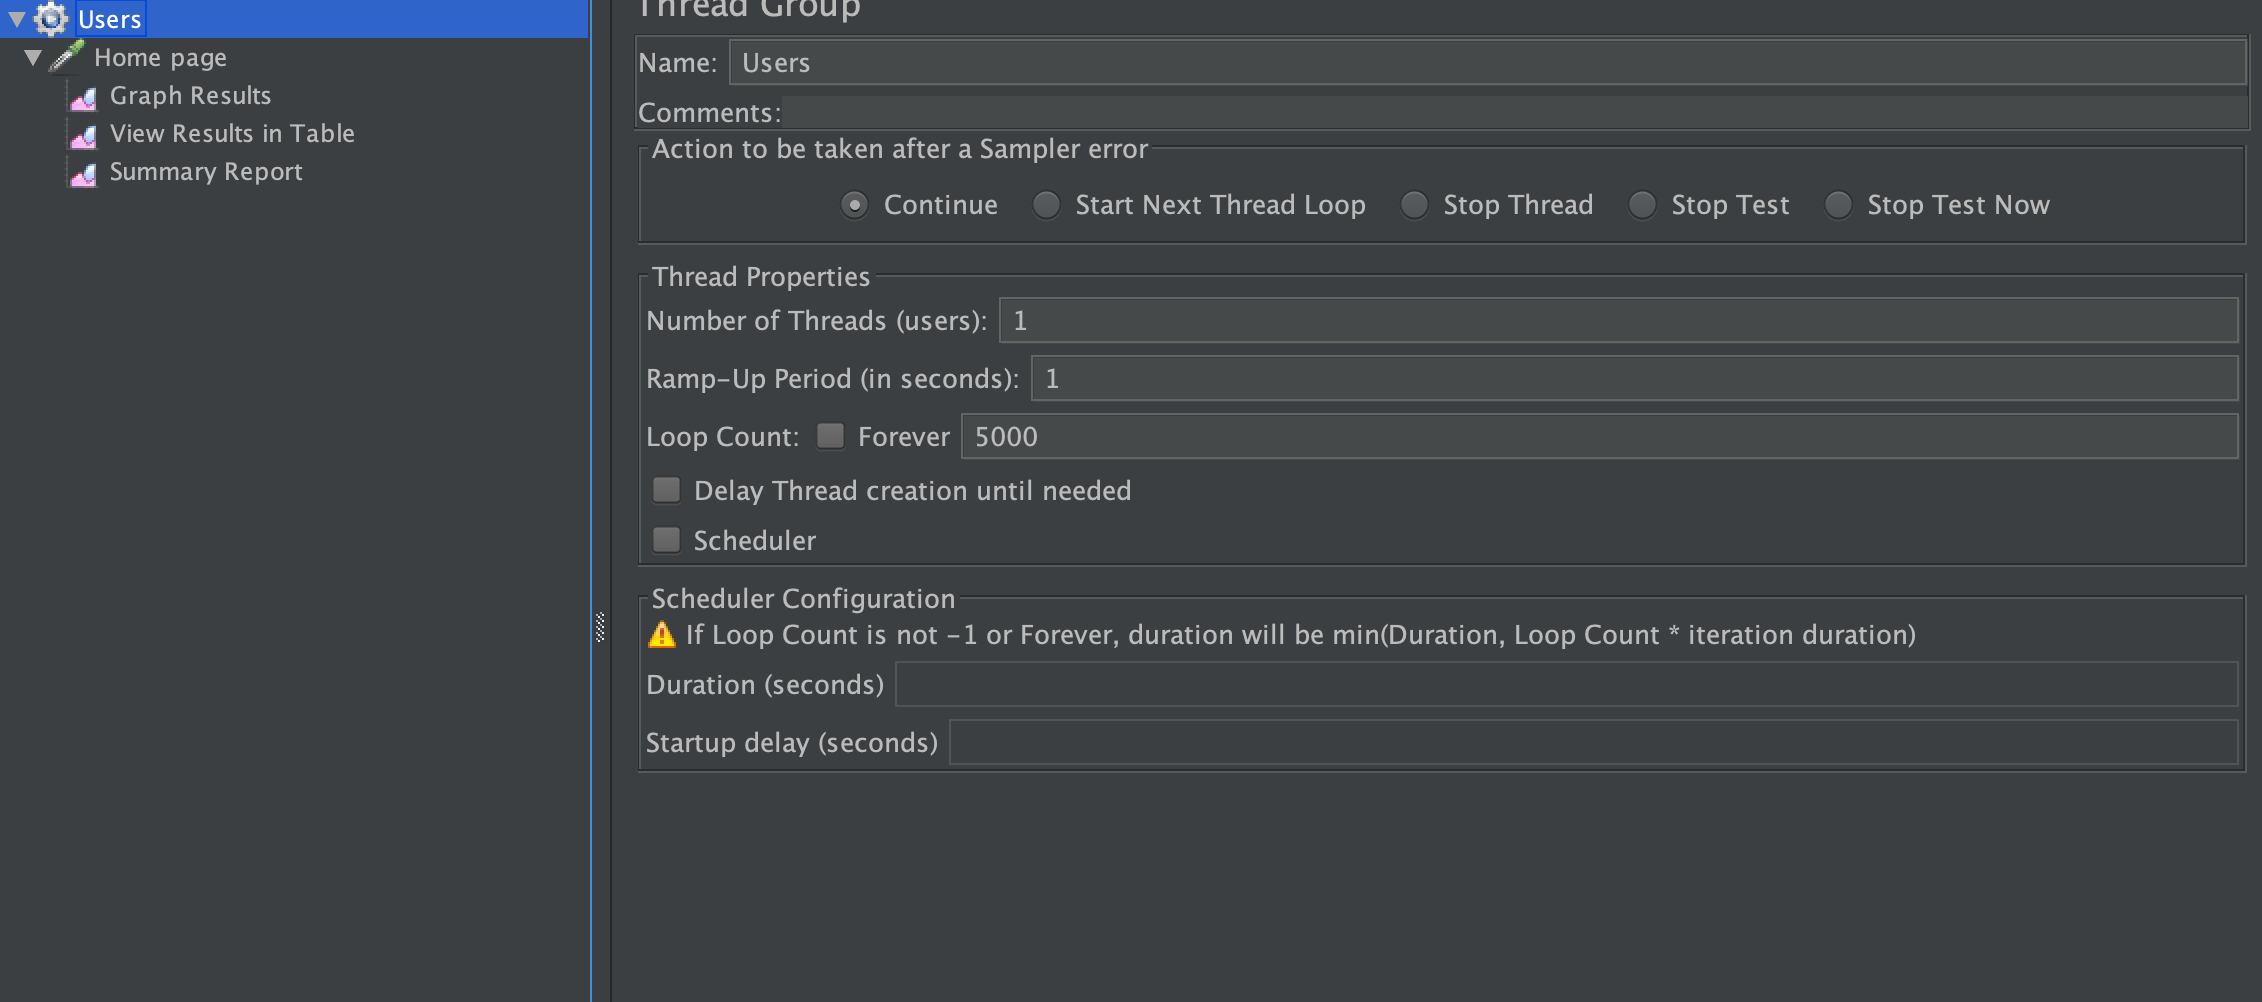 Users
Home page
Graph Results
View Results in Table
Summary Report
Thread Group
Name: Users
Comments:
Action to be taken after a Sampler error
Continue Start Next Thread Loop Stop Thread Stop Test Stop Test Now
Thread Properties
Number of Threads (users): 1
Ramp-Up Period (in seconds): 1
Loop Count: Forever 5000
Delay Thread creation until needed
Scheduler
Scheduler Configuration
If Loop Count is not -1 or Forever, duration will be min(Duration, Loop Count * iteration duration)
Duration (seconds)
Startup delay (seconds)